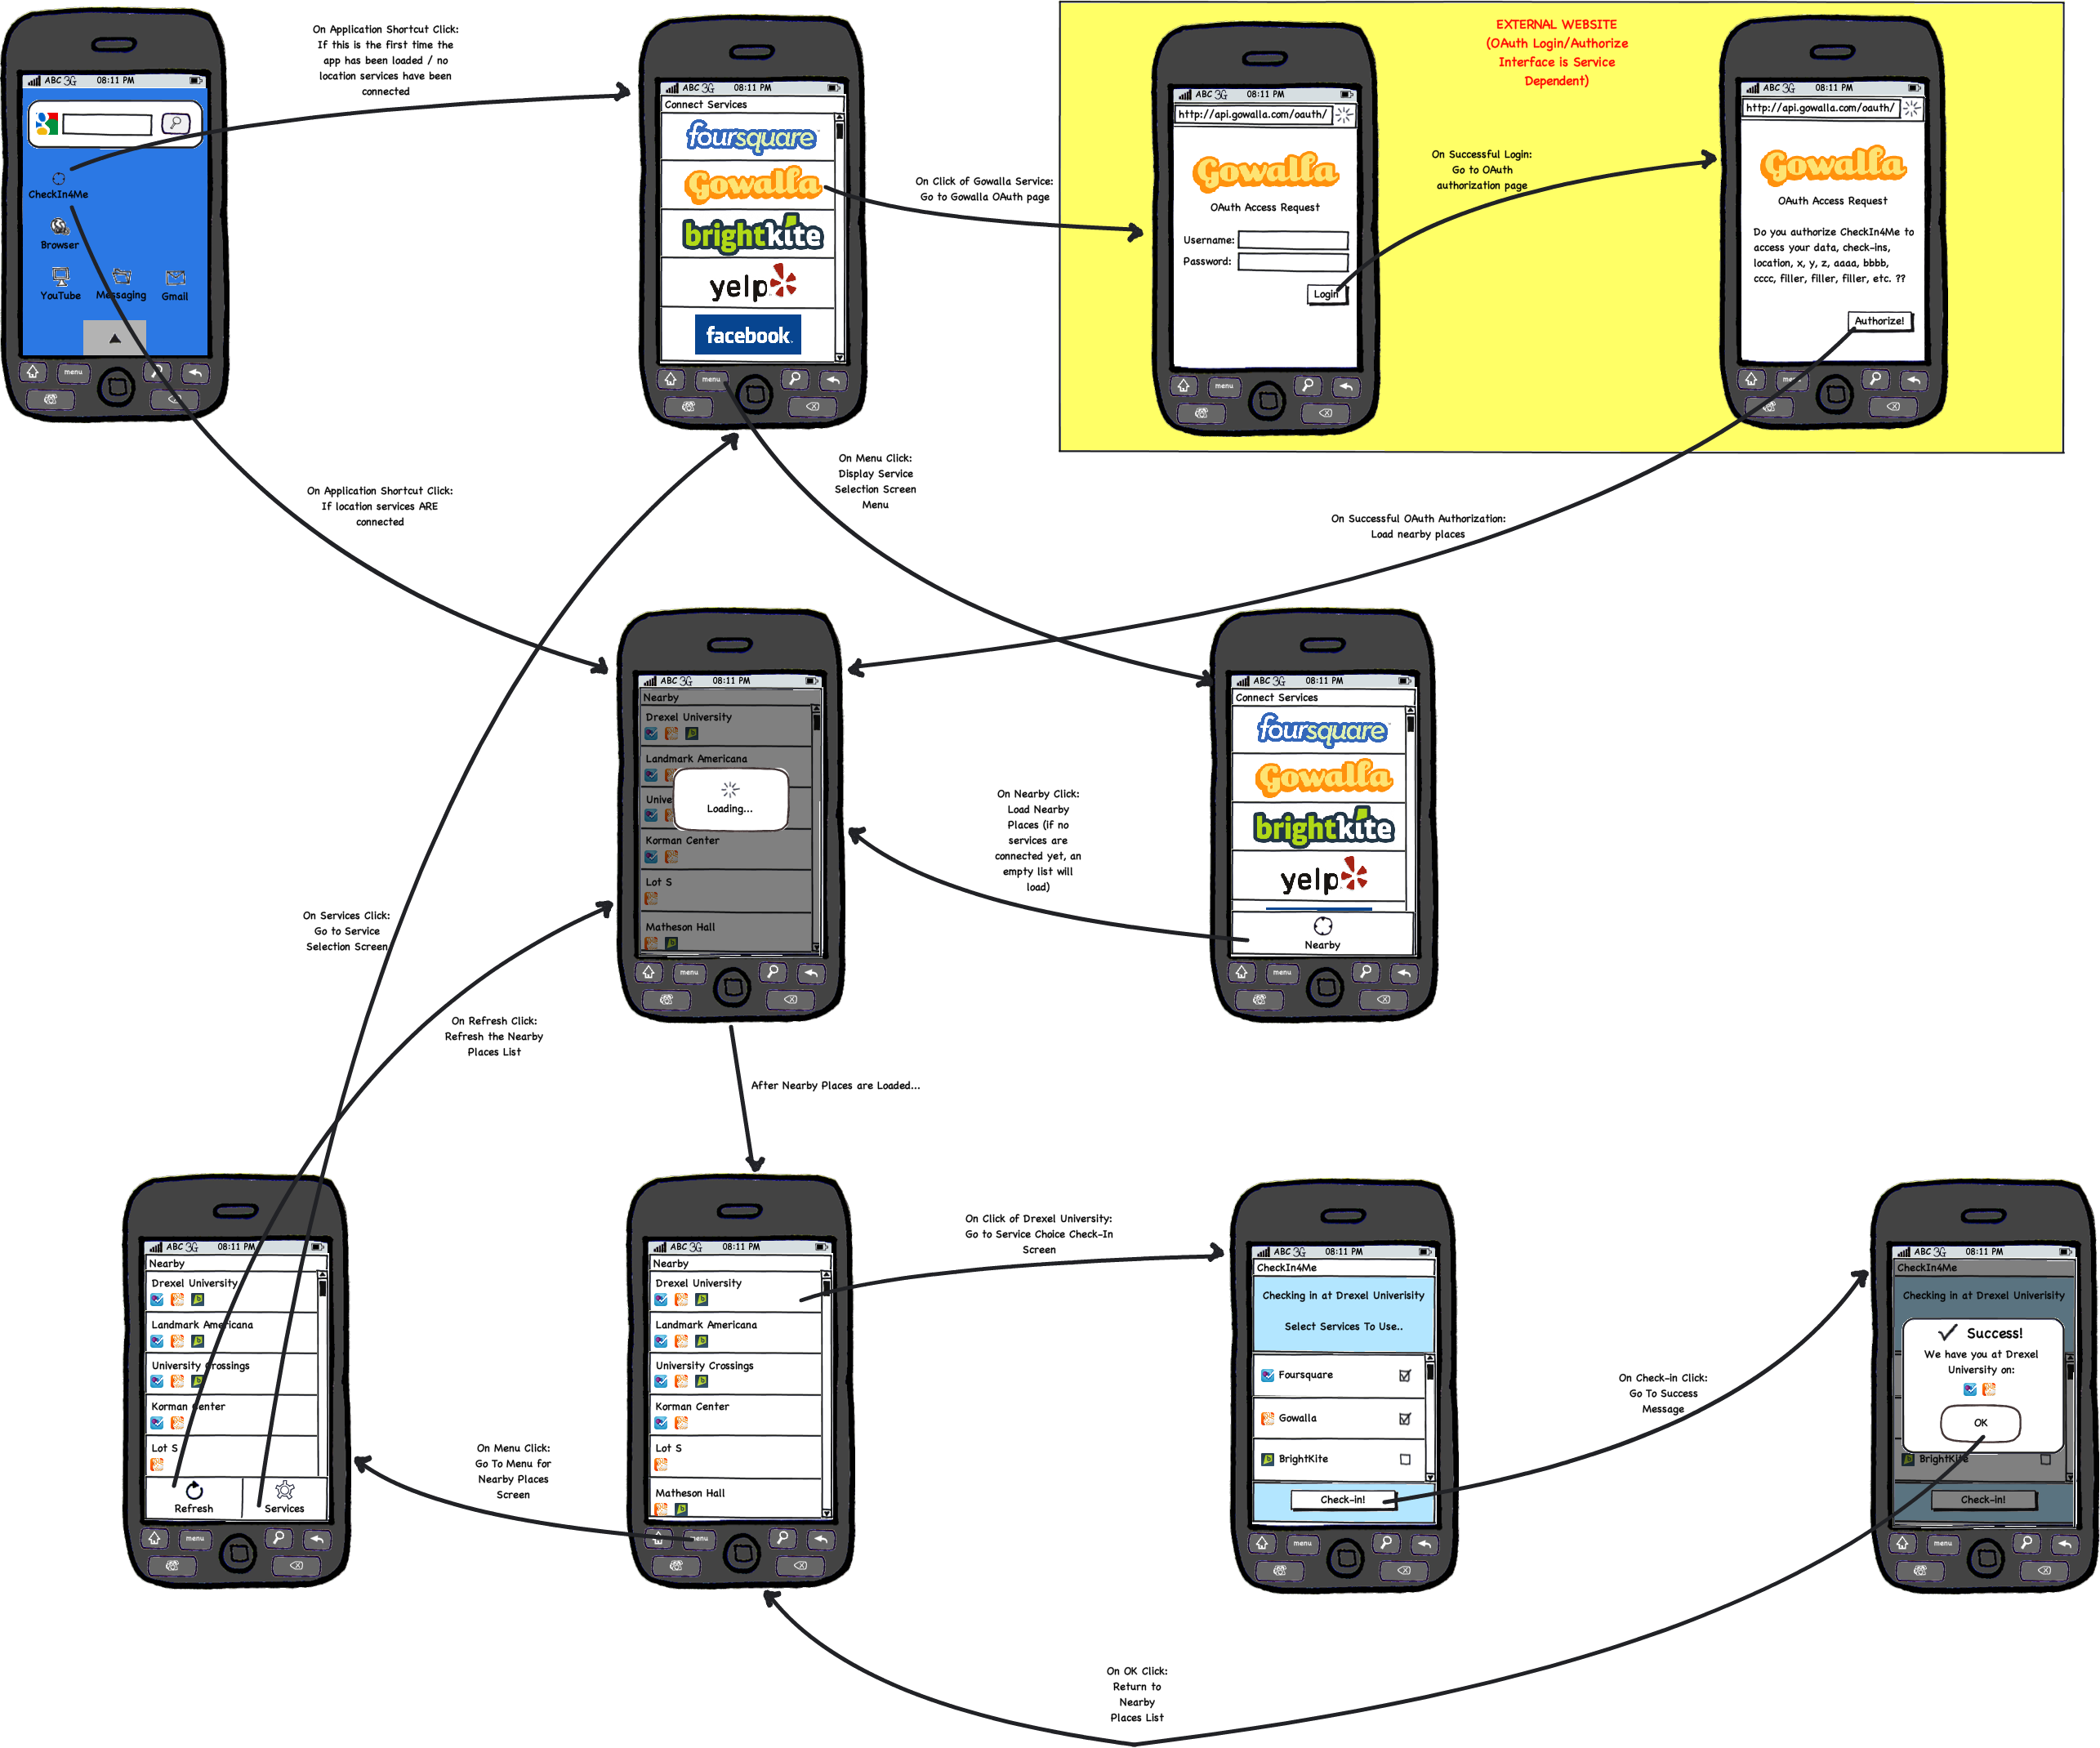 On Application Shortcut Click:
If this is the first time the
app has been loaded / no
location services have been
connected
ABC 3G 08:11 PM
CheckIn4Me
Browser
YouTube Messaging Gmail
menu
ABC 3G 08:11 PM
Connect Services
foursquare
Gowalla
brightkite
yelp
facebook
menu
On Click of Gowalla Service:
Go to Gowalla OAuth page
EXTERNAL WEBSITE
(OAuth Login/Authorize
Interface is Service
Dependent)
ABC 3G 08:11 PM
http://api.gowalla.com/oauth/
Gowalla
OAuth Access Request
Username:
Password:
Login
menu
On Successful Login:
Go to OAuth
authorization page
ABC 3G 08:11 PM
http://api.gowalla.com/oauth/
Gowalla
OAuth Access Request
Do you authorize CheckIn4Me to
access your data, check-ins,
location, x, y, z, aaaa, bbbb,
cccc, filler, filler, filler, etc. ??
Authorize!
menu
On Application Shortcut Click:
If location services ARE
connected
On Menu Click:
Display Service
Selection Screen
Menu
On Successful OAuth Authorization:
Load nearby places
ABC 3G 08:11 PM
Nearby
Drexel University
Landmark Americana
Unive
Loading...
Korman Center
Lot S
Matheson Hall
menu
On Nearby Click:
Load Nearby
Places (if no
services are
connected yet, an
empty list will
load)
ABC 3G 08:11 PM
Connect Services
foursquare
Gowalla
brightkite
yelp
Nearby
menu
On Services Click:
Go to Service
Selection Screen
On Refresh Click:
Refresh the Nearby
Places List
After Nearby Places are Loaded...
ABC 3G 08:11 PM
Nearby
Drexel University
Landmark Americana
University Crossings
Korman Center
Lot S
Refresh Services
menu
On Menu Click:
Go To Menu for
Nearby Places
Screen
ABC 3G 08:11 PM
Nearby
Drexel University
Landmark Americana
University Crossings
Korman Center
Lot S
Matheson Hall
menu
On Click of Drexel University:
Go to Service Choice Check-In
Screen
ABC 3G 08:11 PM
CheckIn4Me
Checking in at Drexel Univerisity
Select Services To Use..
Foursquare
Gowalla
BrightKite
Check-in!
menu
On Check-in Click:
Go To Success
Message
ABC 3G 08:11 PM
CheckIn4Me
Checking in at Drexel Univerisity
Success!
We have you at Drexel
University on:
OK
BrightKite
Check-in!
menu
On OK Click:
Return to
Nearby
Places List